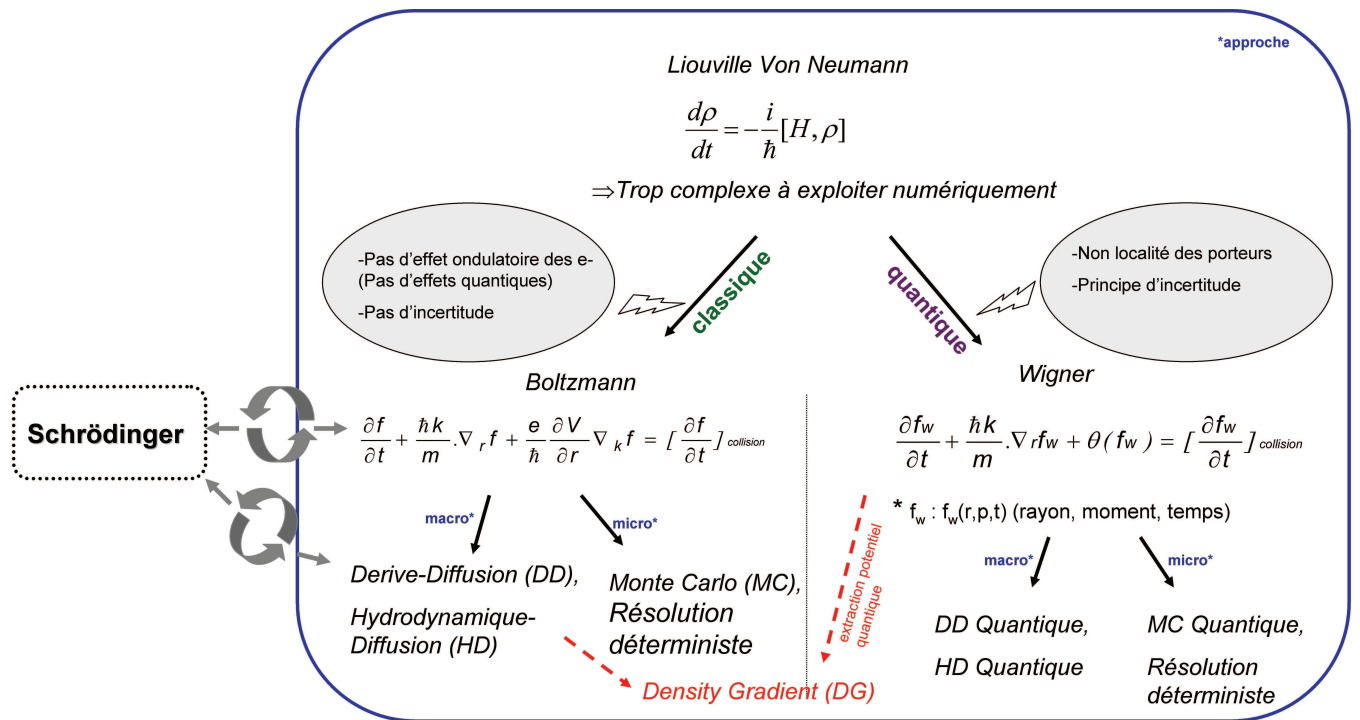 *approche
Liouville Von Neumann
dρ/dt = -i/ħ [H, ρ]
⇒Trop complexe à exploiter numériquement
-Pas d'effet ondulatoire des e-
(Pas d'effets quantiques)
-Pas d'incertitude
classique
quantique
-Non localité des porteurs
-Principe d'incertitude
Schrödinger
Boltzmann
∂f/∂t + ħk/m .∇ r f + e/ħ ∂V/∂r ∇ k f = [ ∂f/∂t ] collision
macro*
micro*
Derive-Diffusion (DD),
Hydrodynamique-
Diffusion (HD)
Monte Carlo (MC),
Résolution
déterministe
Wigner
∂fw/∂t + ħk/m .∇rfw + θ(fw) = [ ∂fw/∂t ] collision
* fw : fw(r,p,t) (rayon, moment, temps)
extraction potentiel
quantique
macro*
micro*
DD Quantique,
HD Quantique
MC Quantique,
Résolution
déterministe
Density Gradient (DG)